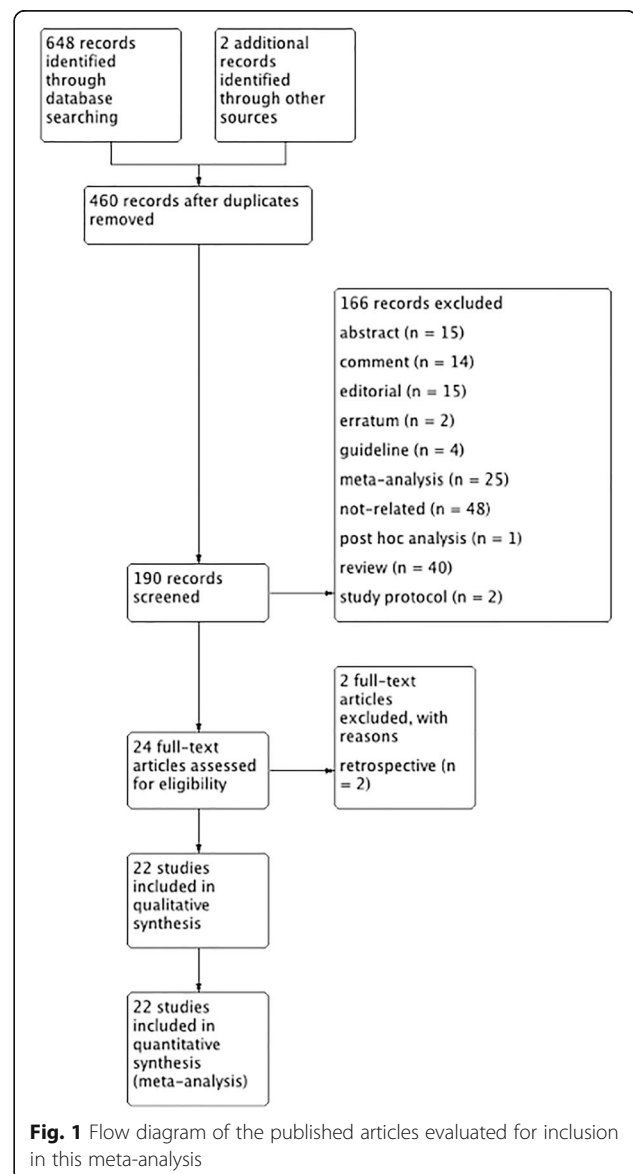 648 records
identified
through
database
searching
2 additional
records
identified
through other
sources
460 records after duplicates
removed
166 records excluded
abstract (n = 15)
comment (n = 14)
editorial (n = 15)
erratum (n = 2)
guideline (n = 4)
meta-analysis (n = 25)
not-related (n = 48)
post hoc analysis (n = 1)
review (n = 40)
study protocol (n = 2)
190 records
screened
2 full-text
articles
excluded, with
reasons
retrospective (n
= 2)
24 full-text
articles assessed
for eligibility
22 studies
included in
qualitative
synthesis
22 studies
included in
quantitative
synthesis
(meta-analysis)
Fig. 1 Flow diagram of the published articles evaluated for inclusion
in this meta-analysis